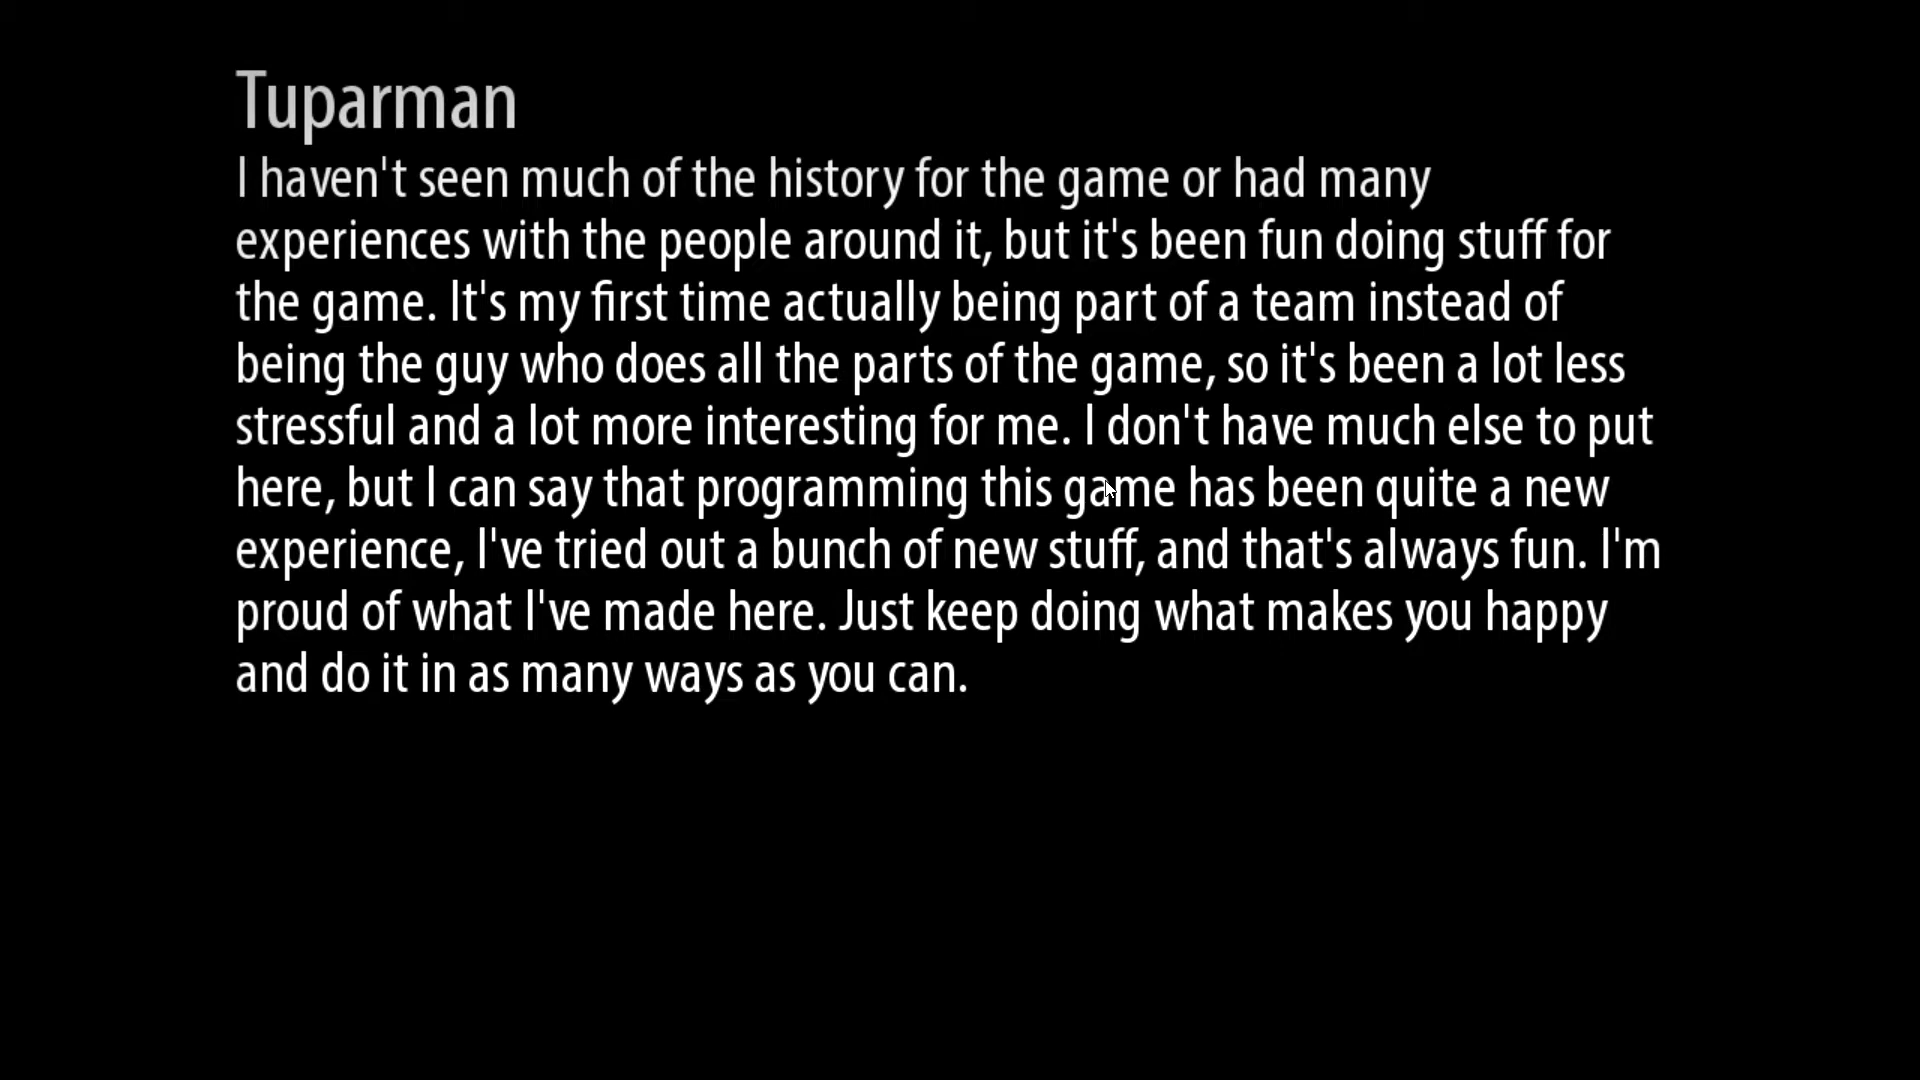 Tuparman
I haven't seen much of the history for the game or had many
experiences with the people around it, but it's been fun doing stuff for
the game. It's my first time actually being part of a team instead of
being the guy who does all the parts of the game, so it's been a lot less
stressful and a lot more interesting for me. I don't have much else to put
here, but I can say that programming this game has been quite a new
experience, I've tried out a bunch of new stuff, and that's always fun. I'm
proud of what I've made here. Just keep doing what makes you happy
and do it in as many ways as you can.